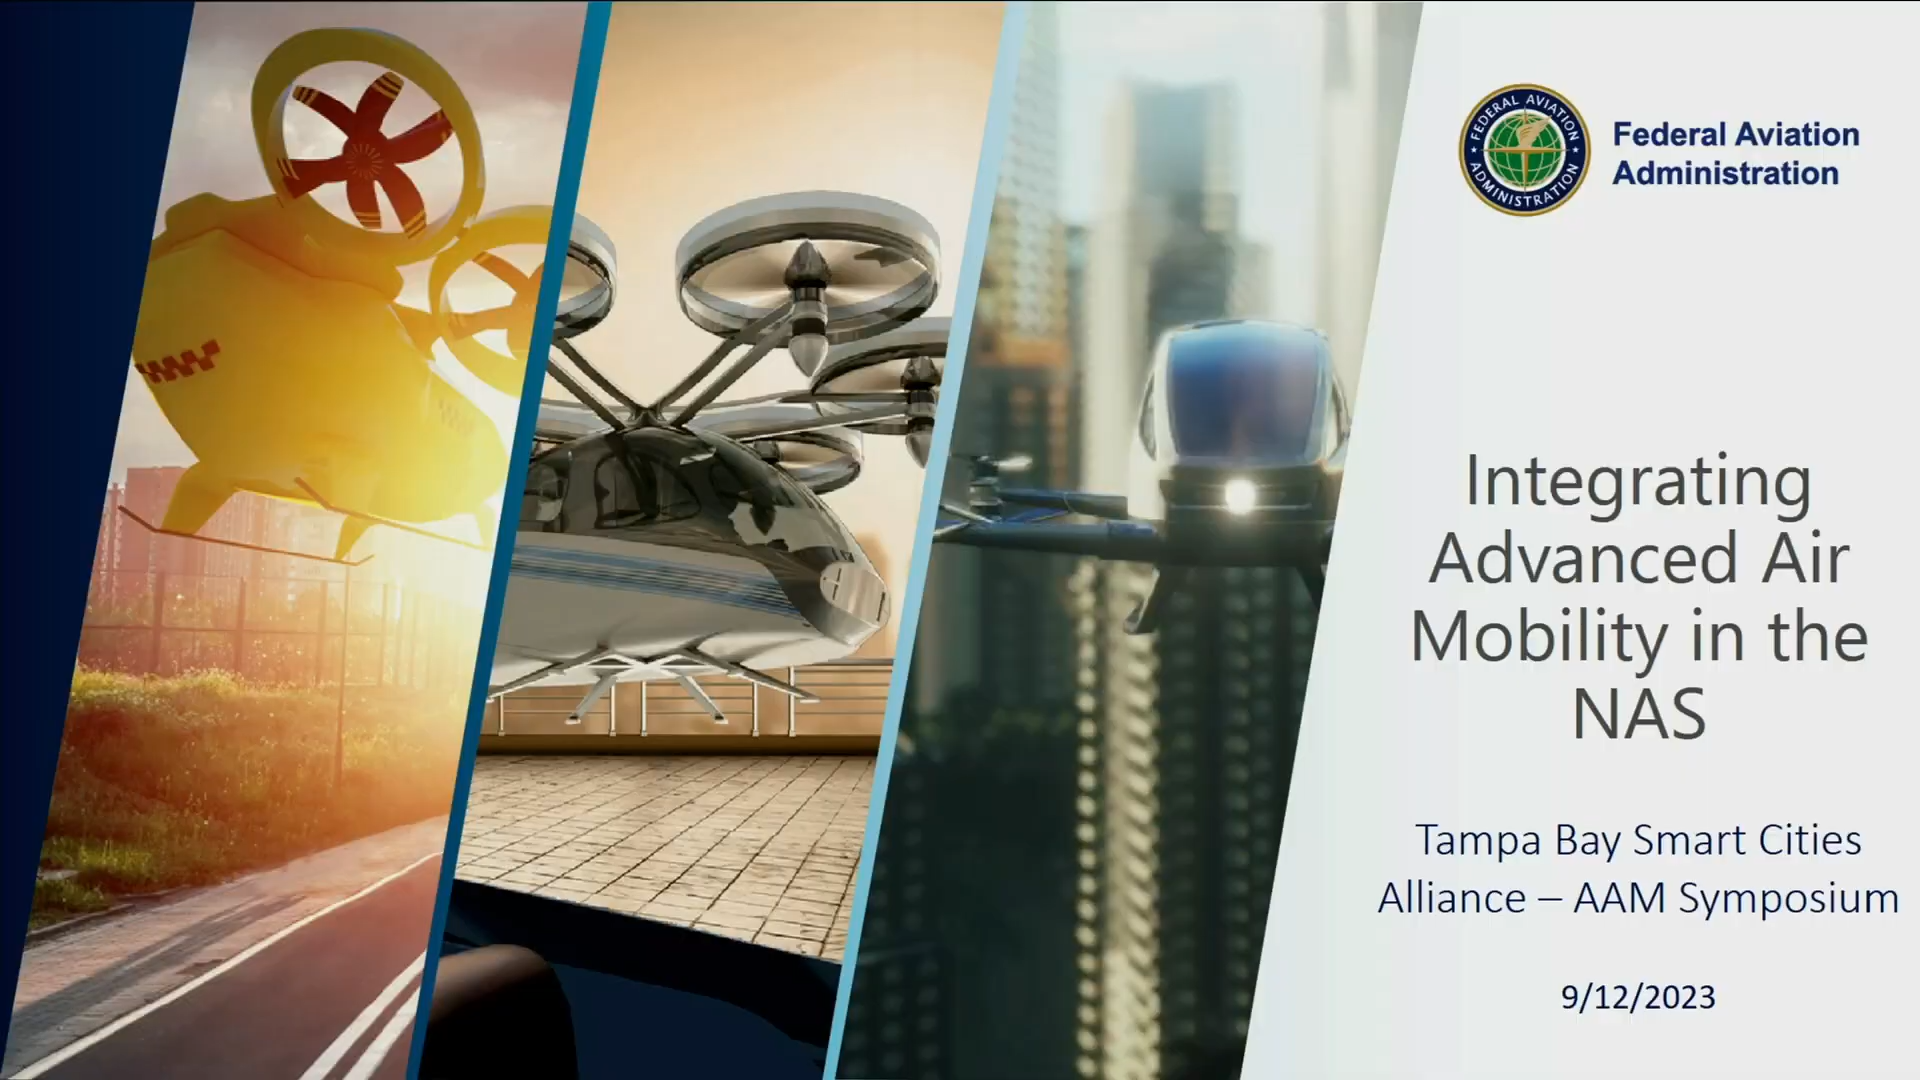 FEDERAL AVIATION
ADMINISTRATION
Federal Aviation
Administration
Integrating
Advanced Air
Mobility in the
NAS
Tampa Bay Smart Cities
Alliance – AAM Symposium
9/12/2023